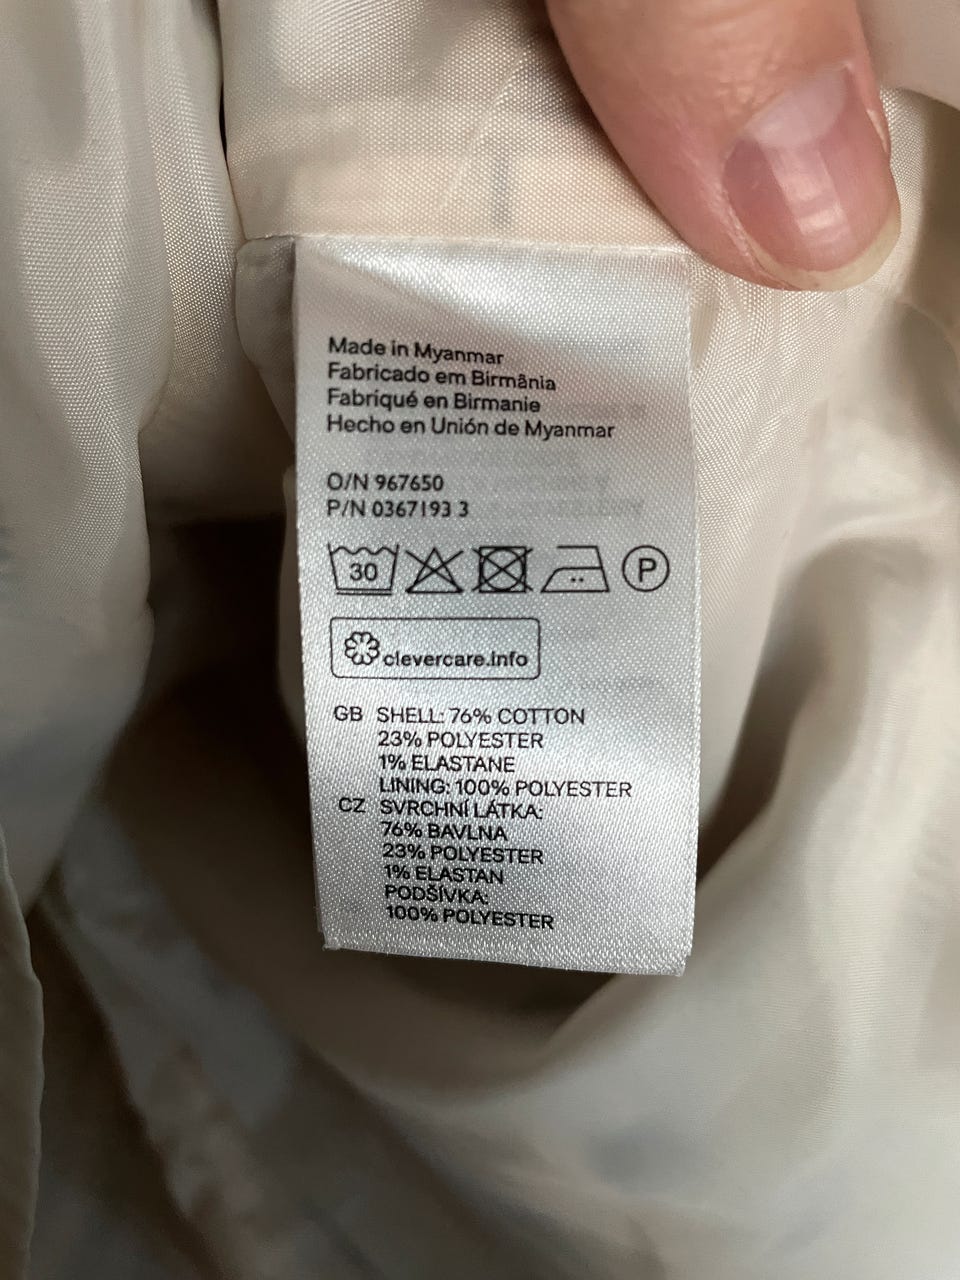 Made in Myanmar
Fabricado em Birmânia
Fabriqué en Birmanie
Hecho en Unión de Myanmar
O/N 967650
P/N 0367193 3
30 P
clevercare.info
GB SHELL: 76% COTTON
23% POLYESTER
1% ELASTANE
LINING: 100% POLYESTER
CZ SVRCHNÍ LÁTKA:
76% BAVLNA
23% POLYESTER
1% ELASTAN
PODŠÍVKA:
100% POLYESTER